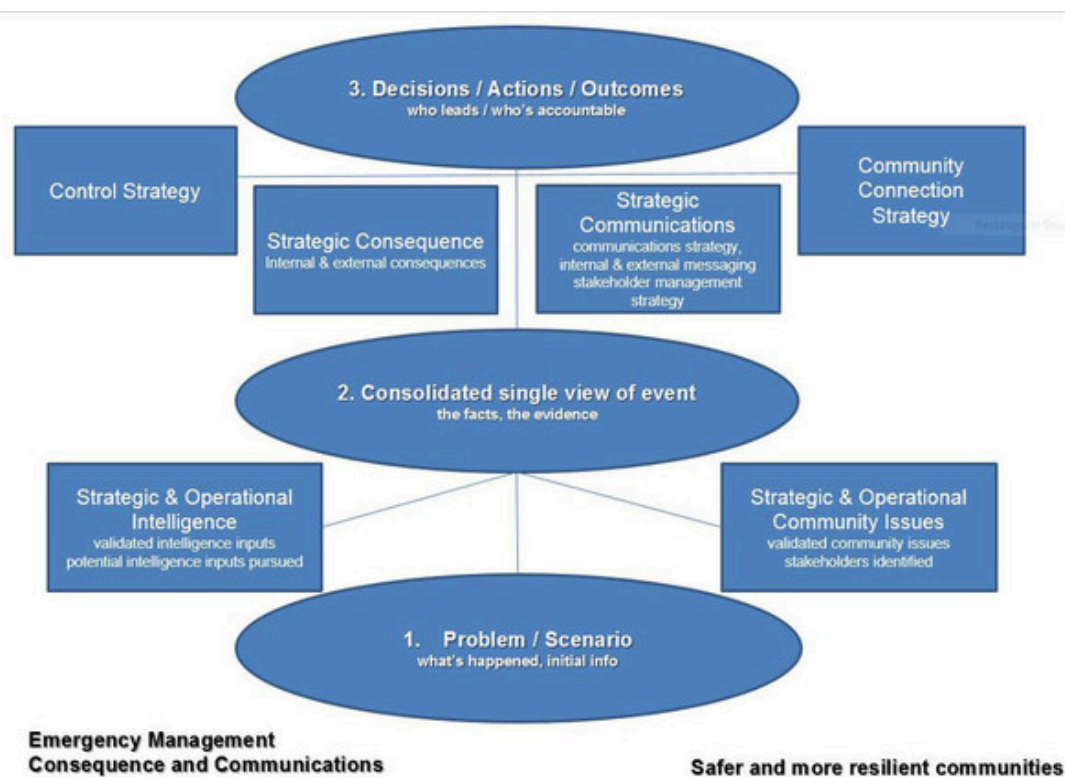 3. Decisions / Actions / Outcomes
who leads / who's accountable
Control Strategy
Community
Connection
Strategy
Strategic Consequence
Internal & external consequences
Strategic
Communications
communications strategy,
internal & external messaging
stakeholder management
strategy
2. Consolidated single view of event
the facts, the evidence
Strategic & Operational
Intelligence
validated intelligence inputs
potential intelligence inputs pursued
Strategic & Operational
Community Issues
validated community issues
stakeholders identified
1. Problem / Scenario
what's happened, initial info
Emergency Management
Consequence and Communications
Safer and more resilient communities